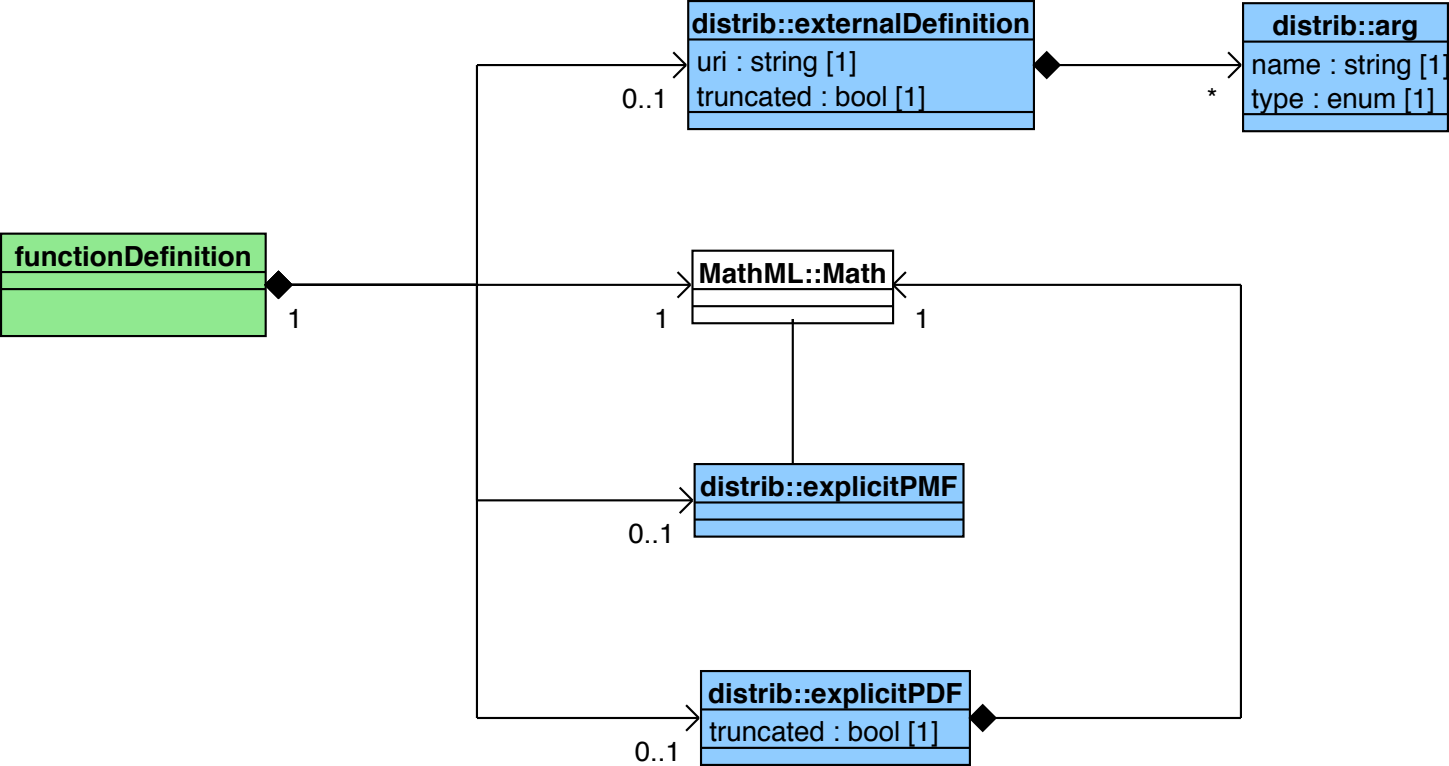 distrib::externalDefinition
uri : string [1]
truncated : bool [1]
0..1
distrib::arg
name : string [1]
type : enum [1]
*
functionDefinition
1
MathML::Math
1
1
distrib::explicitPMF
0..1
distrib::explicitPDF
truncated : bool [1]
0..1